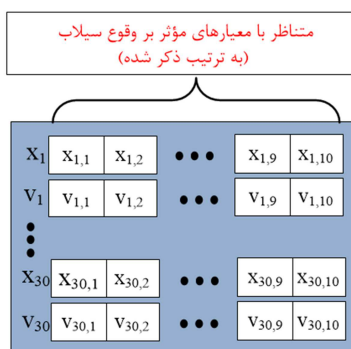 متناظر با معیارهای مؤثر بر وقوع سیلاب
(به ترتیب ذکر شده)
x1 x1,1 x1,2 ••• x1,9 x1,10
v1 v1,1 v1,2 ••• v1,9 v1,10
x30 x30,1 x30,2 ••• x30,9 x30,10
v30 v30,1 v30,2 ••• v30,9 v30,10